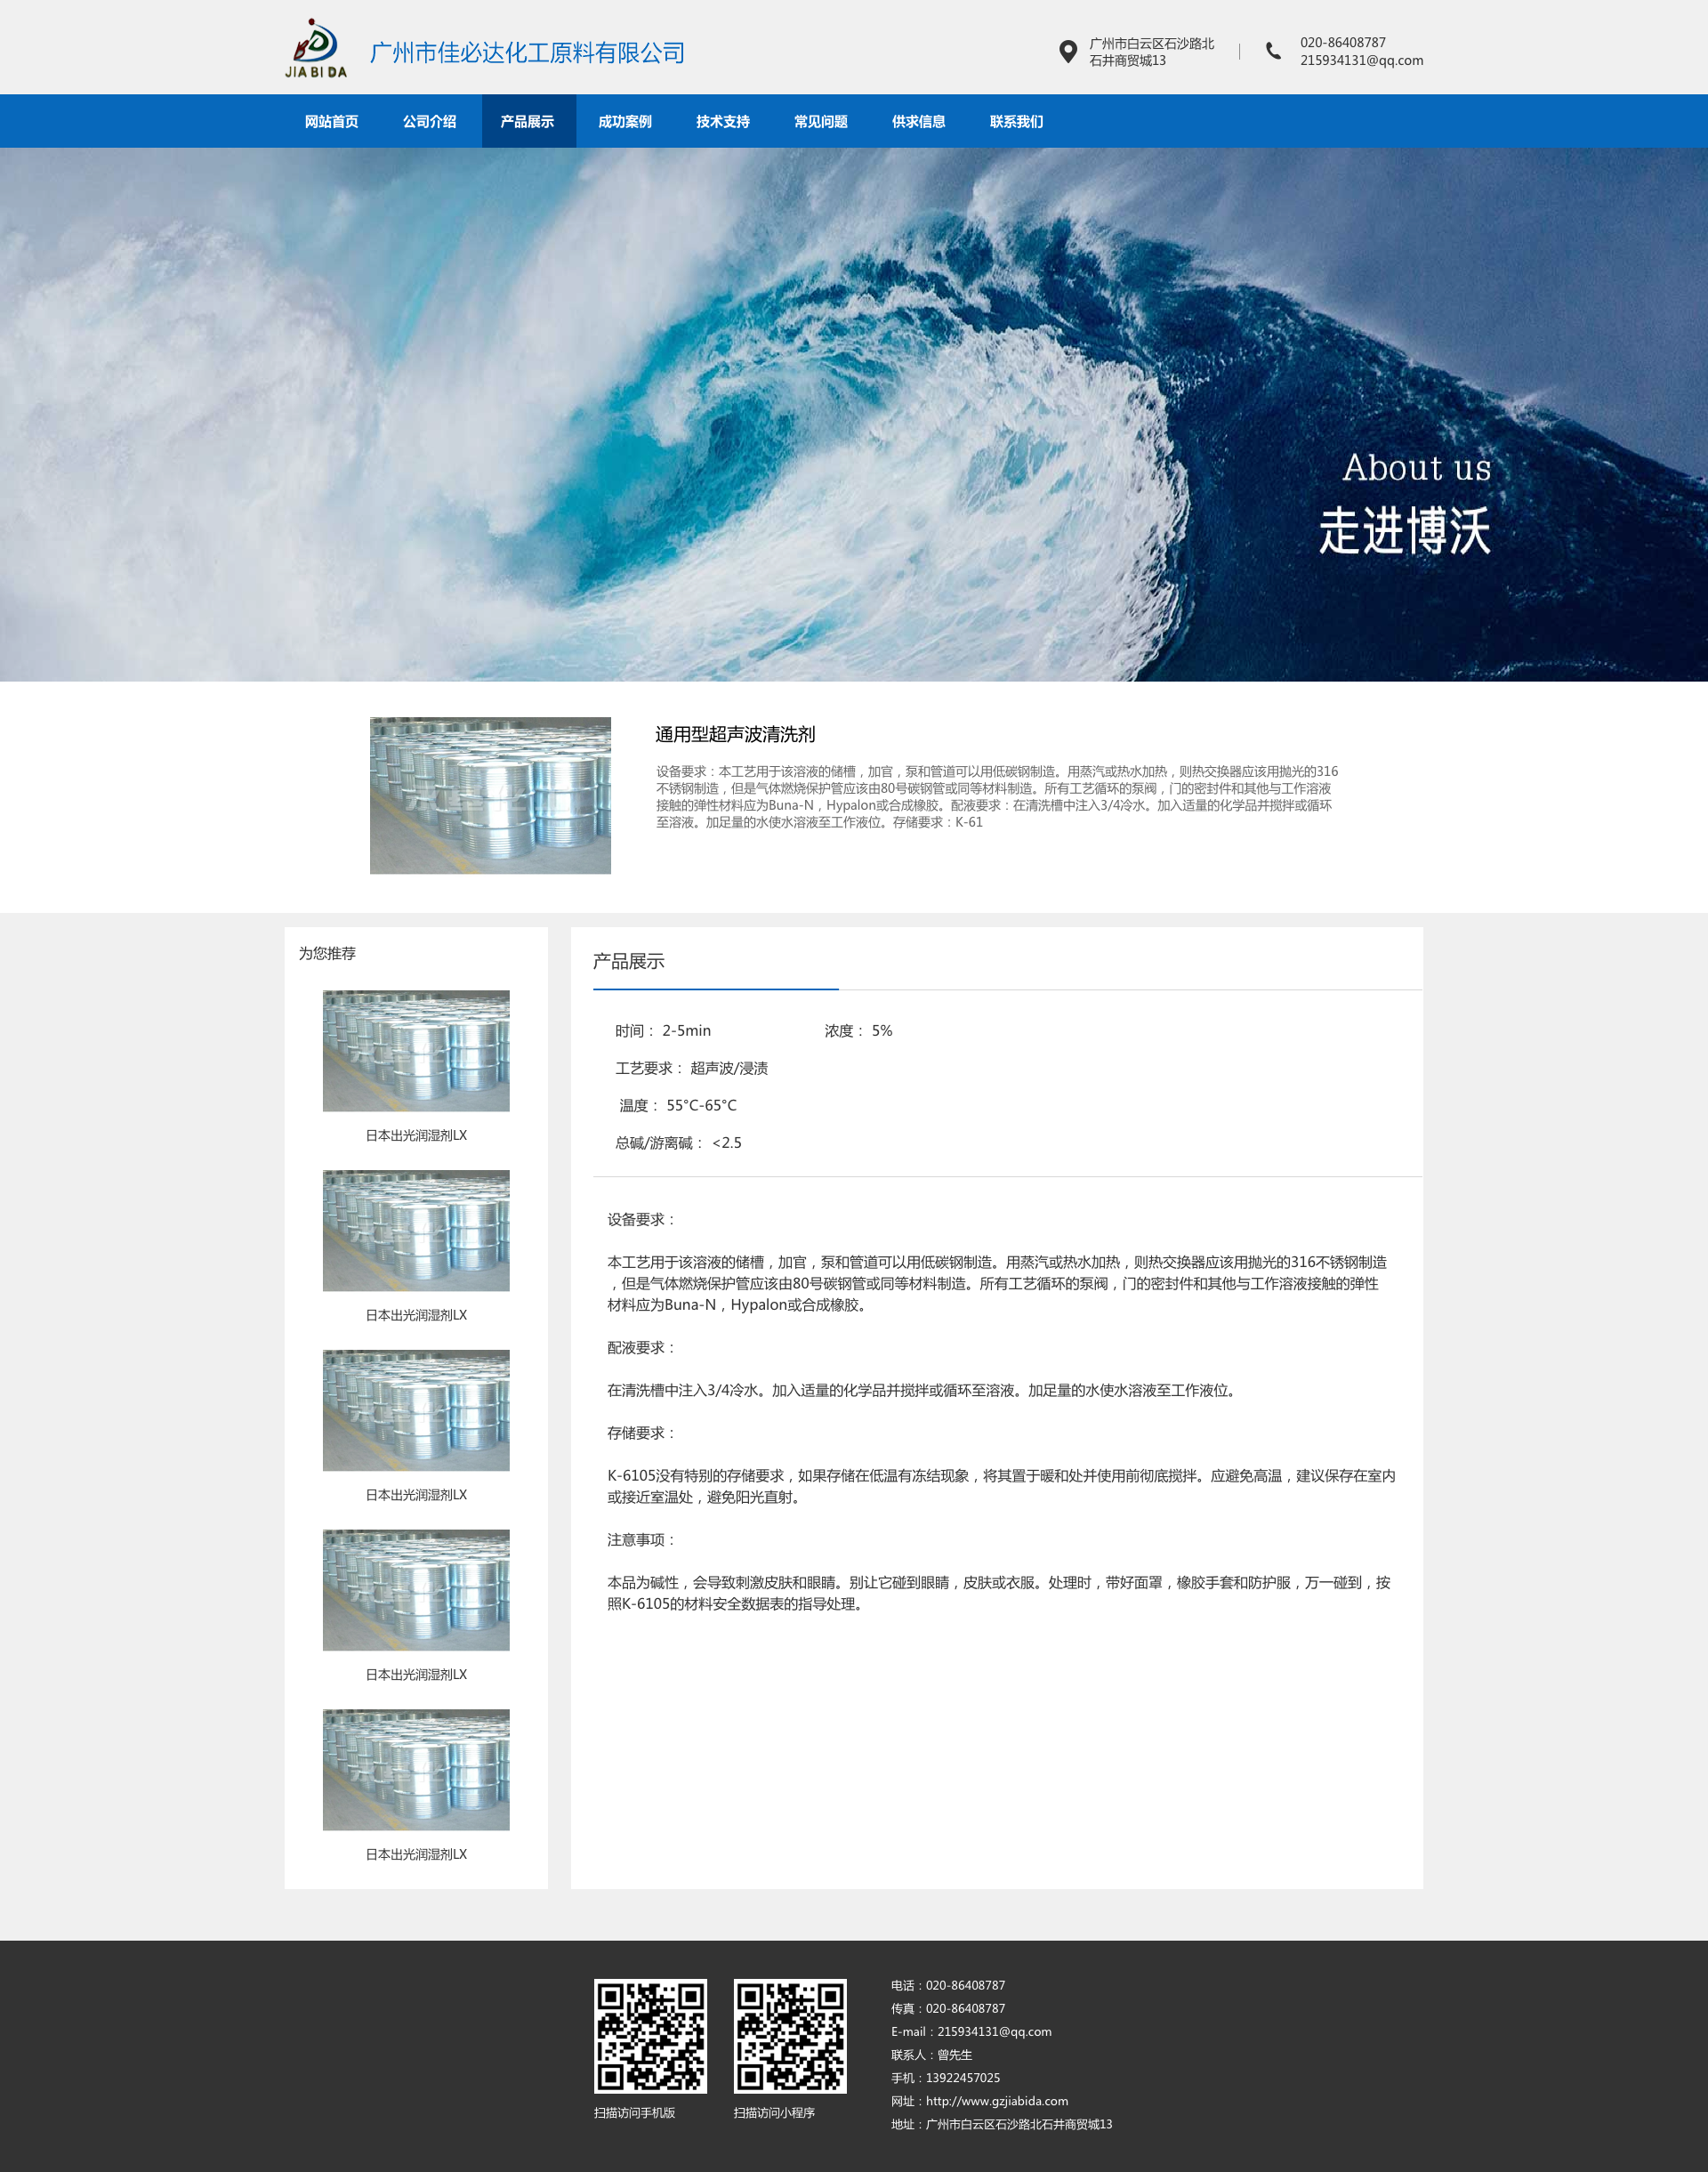 JIABIDA
广州市佳必达化工原料有限公司
广州市白云区石沙路北
石井商贸城13
020-86408787
215934131@qq.com
网站首页
公司介绍
产品展示
成功案例
技术支持
常见问题
供求信息
联系我们
About us
走进博沃
通用型超声波清洗剂
设备要求：本工艺用于该溶液的储槽，加官，泵和管道可以用低碳钢制造。用蒸汽或热水加热，则热交换器应该用抛光的316
不锈钢制造，但是气体燃烧保护管应该由80号碳钢管或同等材料制造。所有工艺循环的泵阀，门的密封件和其他与工作溶液
接触的弹性材料应为Buna-N，Hypalon或合成橡胶。配液要求：在清洗槽中注入3/4冷水。加入适量的化学品并搅拌或循环
至溶液。加足量的水使水溶液至工作液位。存储要求：K-61
为您推荐
日本出光润湿剂LX
日本出光润湿剂LX
日本出光润湿剂LX
日本出光润湿剂LX
日本出光润湿剂LX
产品展示
时间： 2-5min
浓度： 5%
工艺要求： 超声波/浸渍
温度： 55°C-65°C
总碱/游离碱： <2.5
设备要求：
本工艺用于该溶液的储槽，加官，泵和管道可以用低碳钢制造。用蒸汽或热水加热，则热交换器应该用抛光的316不锈钢制造
，但是气体燃烧保护管应该由80号碳钢管或同等材料制造。所有工艺循环的泵阀，门的密封件和其他与工作溶液接触的弹性
材料应为Buna-N，Hypalon或合成橡胶。
配液要求：
在清洗槽中注入3/4冷水。加入适量的化学品并搅拌或循环至溶液。加足量的水使水溶液至工作液位。
存储要求：
K-6105没有特别的存储要求，如果存储在低温有冻结现象，将其置于暖和处并使用前彻底搅拌。应避免高温，建议保存在室内
或接近室温处，避免阳光直射。
注意事项：
本品为碱性，会导致刺激皮肤和眼睛。别让它碰到眼睛，皮肤或衣服。处理时，带好面罩，橡胶手套和防护服，万一碰到，按
照K-6105的材料安全数据表的指导处理。
扫描访问手机版
扫描访问小程序
电话：020-86408787
传真：020-86408787
E-mail：215934131@qq.com
联系人：曾先生
手机：13922457025
网址：http://www.gzjiabida.com
地址：广州市白云区石沙路北石井商贸城13